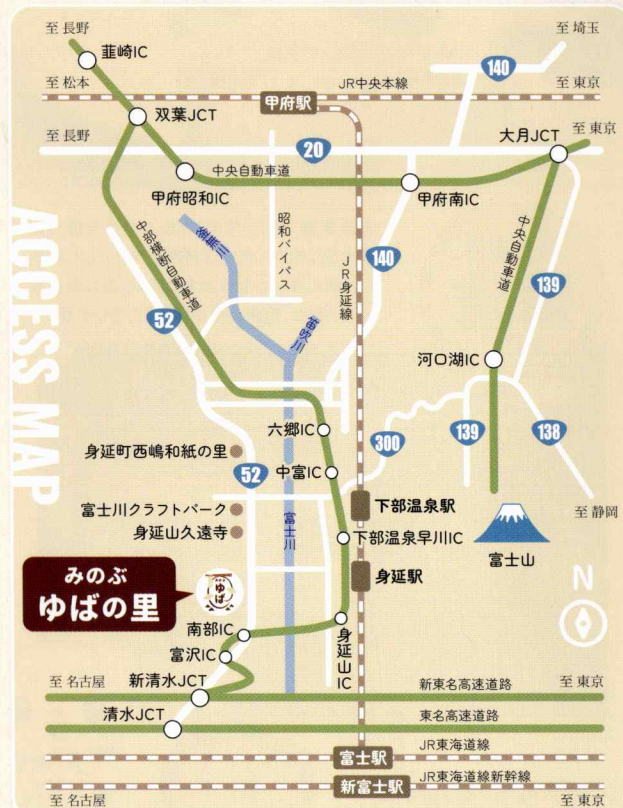 至 長野
至 埼玉
韮崎IC
140
至 松本
JR中央本線
至 東京
甲府駅
双葉JCT
大月JCT
至 東京
至 長野
20
中央自動車道
甲府昭和IC
甲府南IC
ACCESS MAP
中部横断自動車道
釜無川
昭和バイパス
JR身延線
140
中央自動車道
139
52
笛吹川
河口湖IC
六郷IC
300
139
138
身延町西嶋和紙の里
52
中富IC
富士川クラフトパーク
下部温泉駅
至 静岡
身延山久遠寺
富士川
下部温泉早川IC
富士山
みのぶ
ゆばの里
ゆば
身延駅
N
南部IC
身延山IC
富沢IC
至 名古屋
新清水JCT
新東名高速道路
至 東京
清水JCT
東名高速道路
富士駅
JR東海道線
新富士駅
JR東海道線新幹線
至 名古屋
至 東京